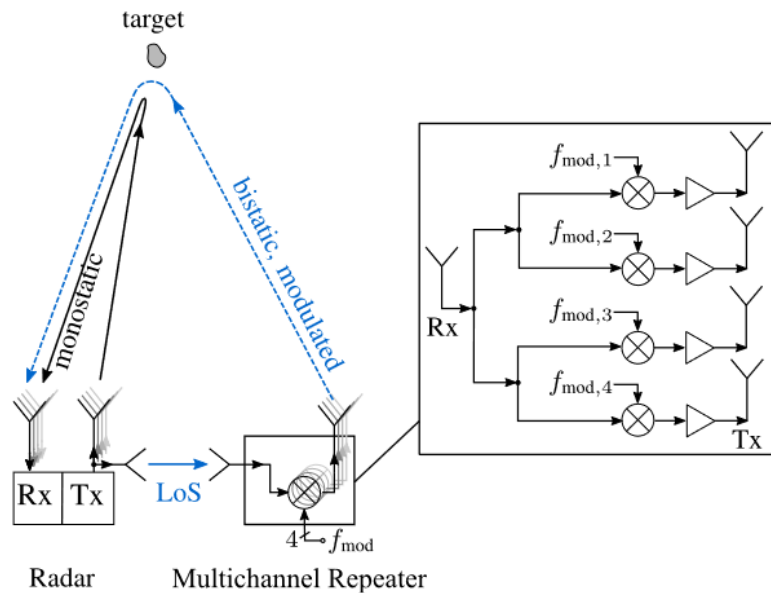 target
bistatic, modulated
monostatic
Rx
Tx
LoS
4
f_mod
Radar
Multichannel Repeater
f_mod,1
f_mod,2
Rx
f_mod,3
f_mod,4
Tx